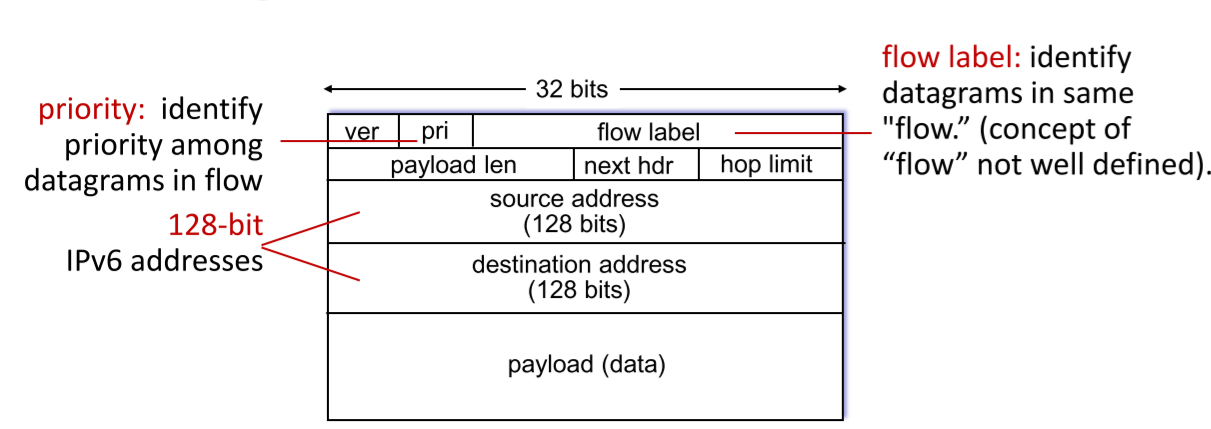 priority: identify
priority among
datagrams in flow
128-bit
IPv6 addresses
32 bits
ver pri flow label
payload len next hdr hop limit
source address
(128 bits)
destination address
(128 bits)
payload (data)
flow label: identify
datagrams in same
"flow.” (concept of
“flow” not well defined).